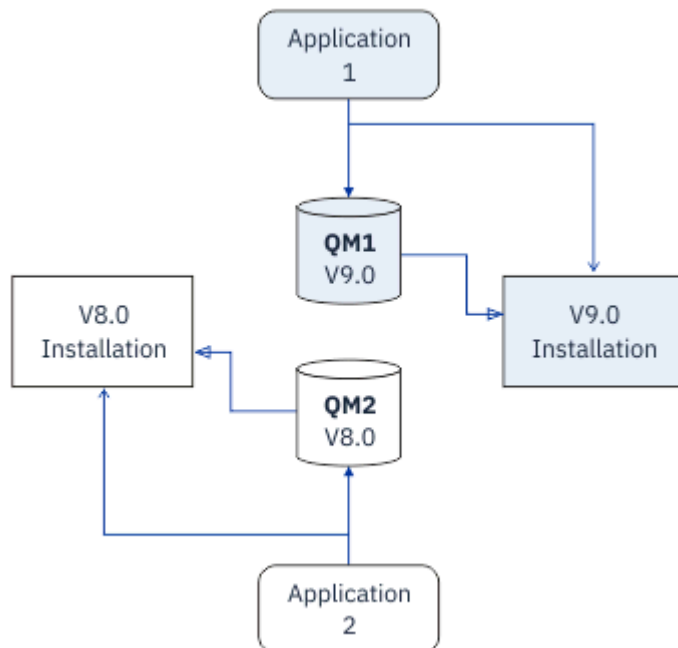 Application
1
QM1
V9.0
V8.0
Installation
V9.0
Installation
QM2
V8.0
Application
2